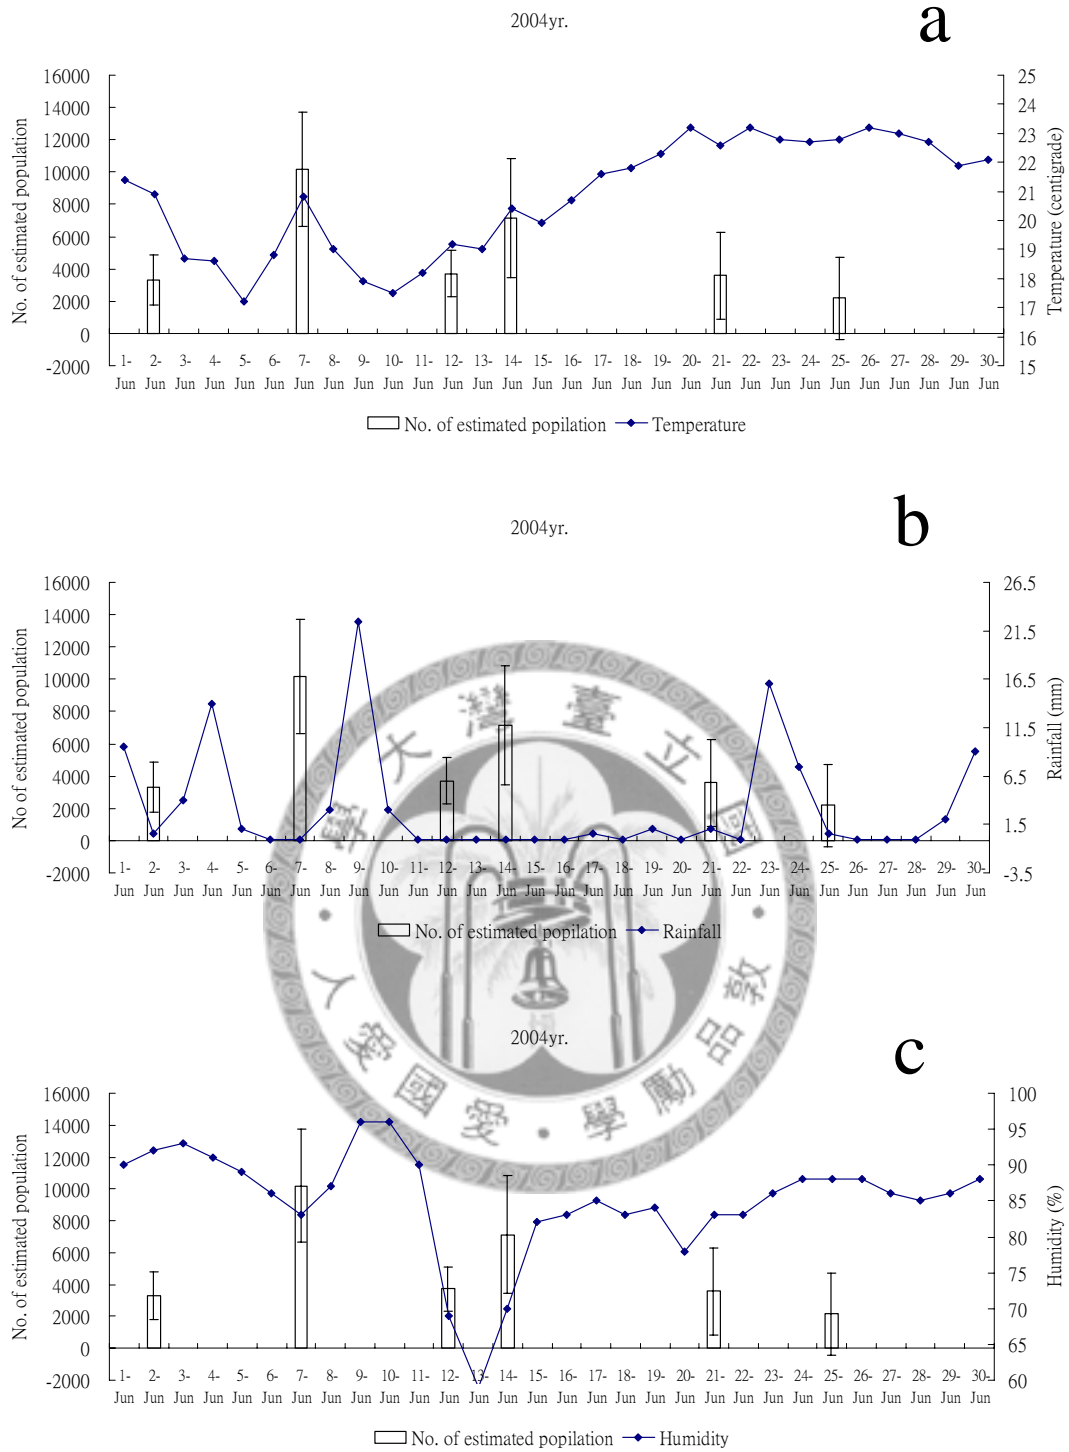 2004yr.
a
16000
14000
12000
10000
8000
6000
4000
2000
0
-2000
No. of estimated population
25
24
23
22
21
20
19
18
17
16
15
Temperature (centigrade)
1-Jun 2-Jun 3-Jun 4-Jun 5-Jun 6-Jun 7-Jun 8-Jun 9-Jun 10-Jun 11-Jun 12-Jun 13-Jun 14-Jun 15-Jun 16-Jun 17-Jun 18-Jun 19-Jun 20-Jun 21-Jun 22-Jun 23-Jun 24-Jun 25-Jun 26-Jun 27-Jun 28-Jun 29-Jun 30-Jun
No. of estimated popilation Temperature
2004yr.
b
16000
14000
12000
10000
8000
6000
4000
2000
0
-2000
No of estimated population
26.5
21.5
16.5
11.5
6.5
1.5
-3.5
Rainfall (mm)
1-Jun 2-Jun 3-Jun 4-Jun 5-Jun 6-Jun 7-Jun 8-Jun 9-Jun 10-Jun 11-Jun 12-Jun 13-Jun 14-Jun 15-Jun 16-Jun 17-Jun 18-Jun 19-Jun 20-Jun 21-Jun 22-Jun 23-Jun 24-Jun 25-Jun 26-Jun 27-Jun 28-Jun 29-Jun 30-Jun
No. of estimated popilation Rainfall
國立臺灣大學
敦品勵學·愛國愛人
2004yr.
c
16000
14000
12000
10000
8000
6000
4000
2000
0
-2000
No. of estimated population
100
95
90
85
80
75
70
65
60
Humidity (%)
1-Jun 2-Jun 3-Jun 4-Jun 5-Jun 6-Jun 7-Jun 8-Jun 9-Jun 10-Jun 11-Jun 12-Jun 13-Jun 14-Jun 15-Jun 16-Jun 17-Jun 18-Jun 19-Jun 20-Jun 21-Jun 22-Jun 23-Jun 24-Jun 25-Jun 26-Jun 27-Jun 28-Jun 29-Jun 30-Jun
No. of estimated popilation Humidity